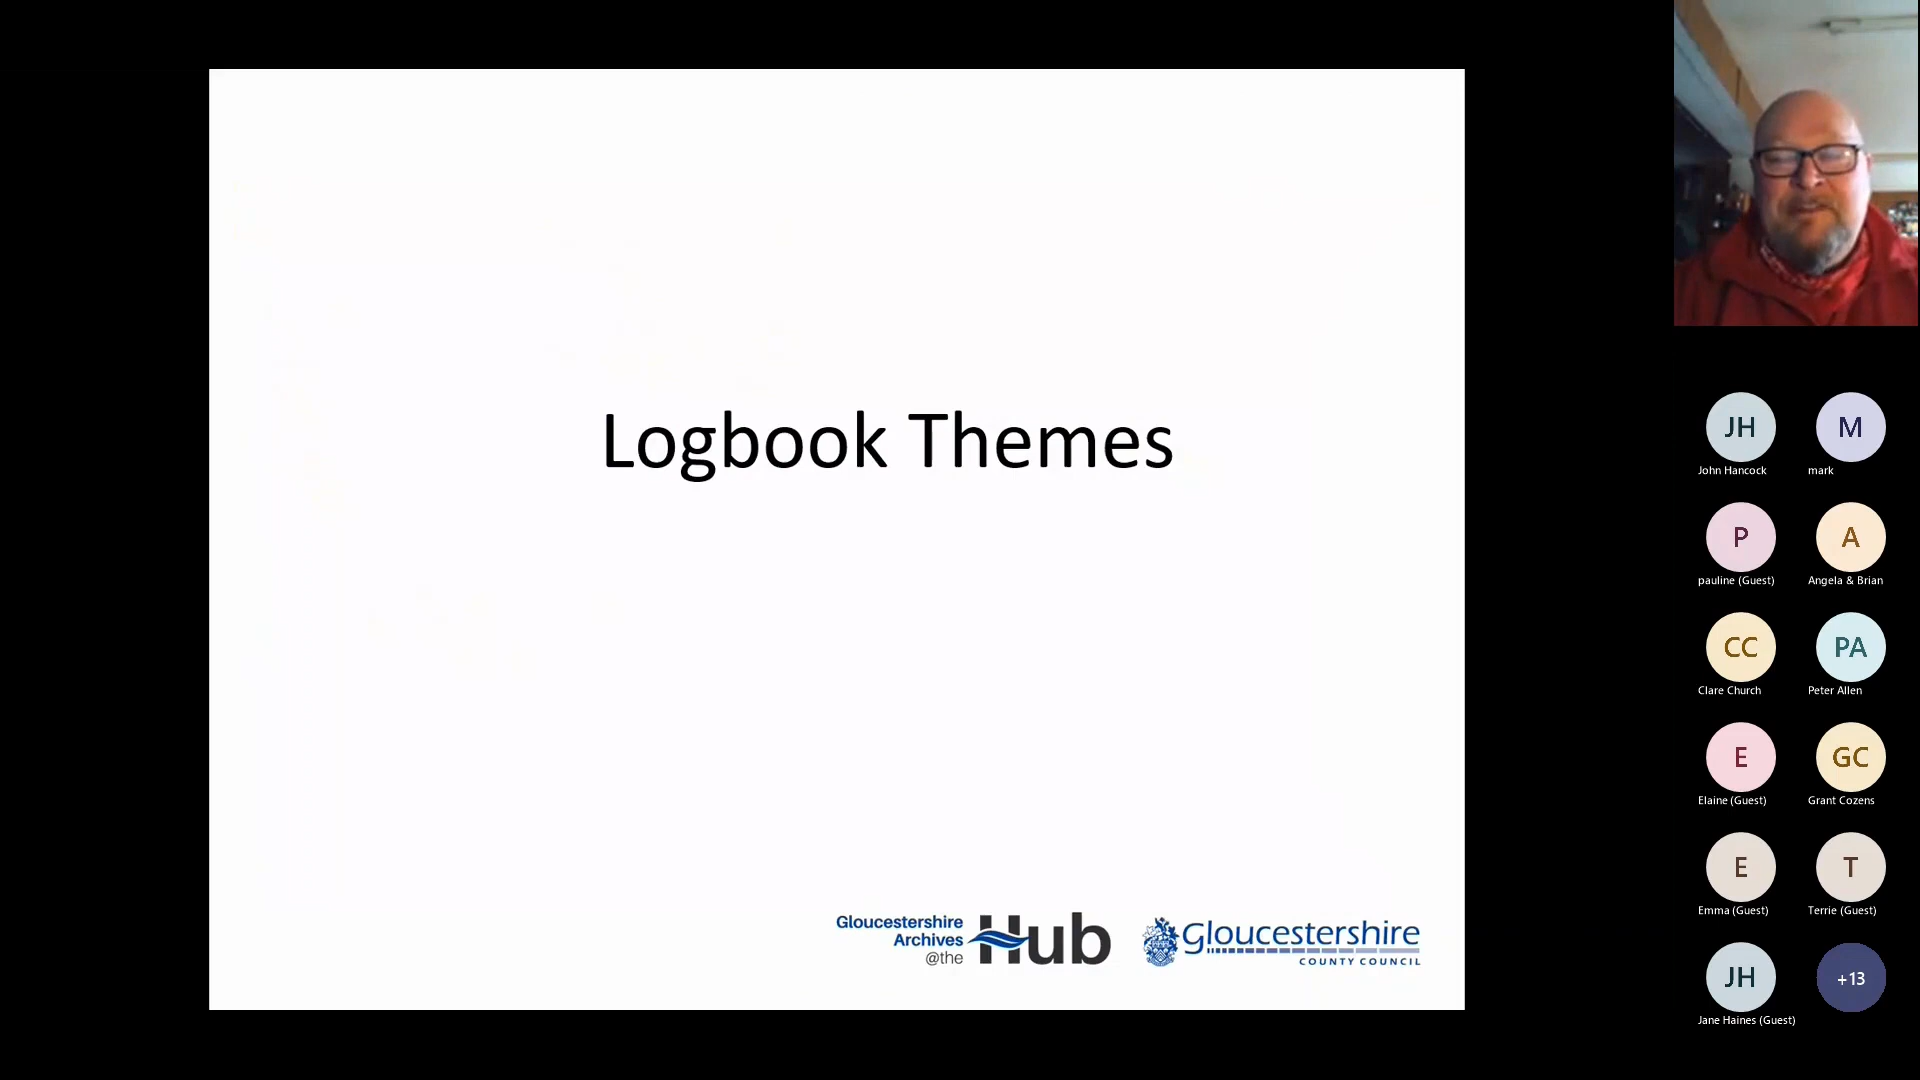 Logbook Themes
Gloucestershire
Archives
@the
Hub
Gloucestershire
COUNTY COUNCIL
JH
John Hancock
M
mark
P
pauline (Guest)
A
Angela & Brian
CC
Clare Church
PA
Peter Allen
E
Elaine (Guest)
GC
Grant Cozens
E
Emma (Guest)
T
Terrie (Guest)
JH
Jane Haines (Guest)
+13